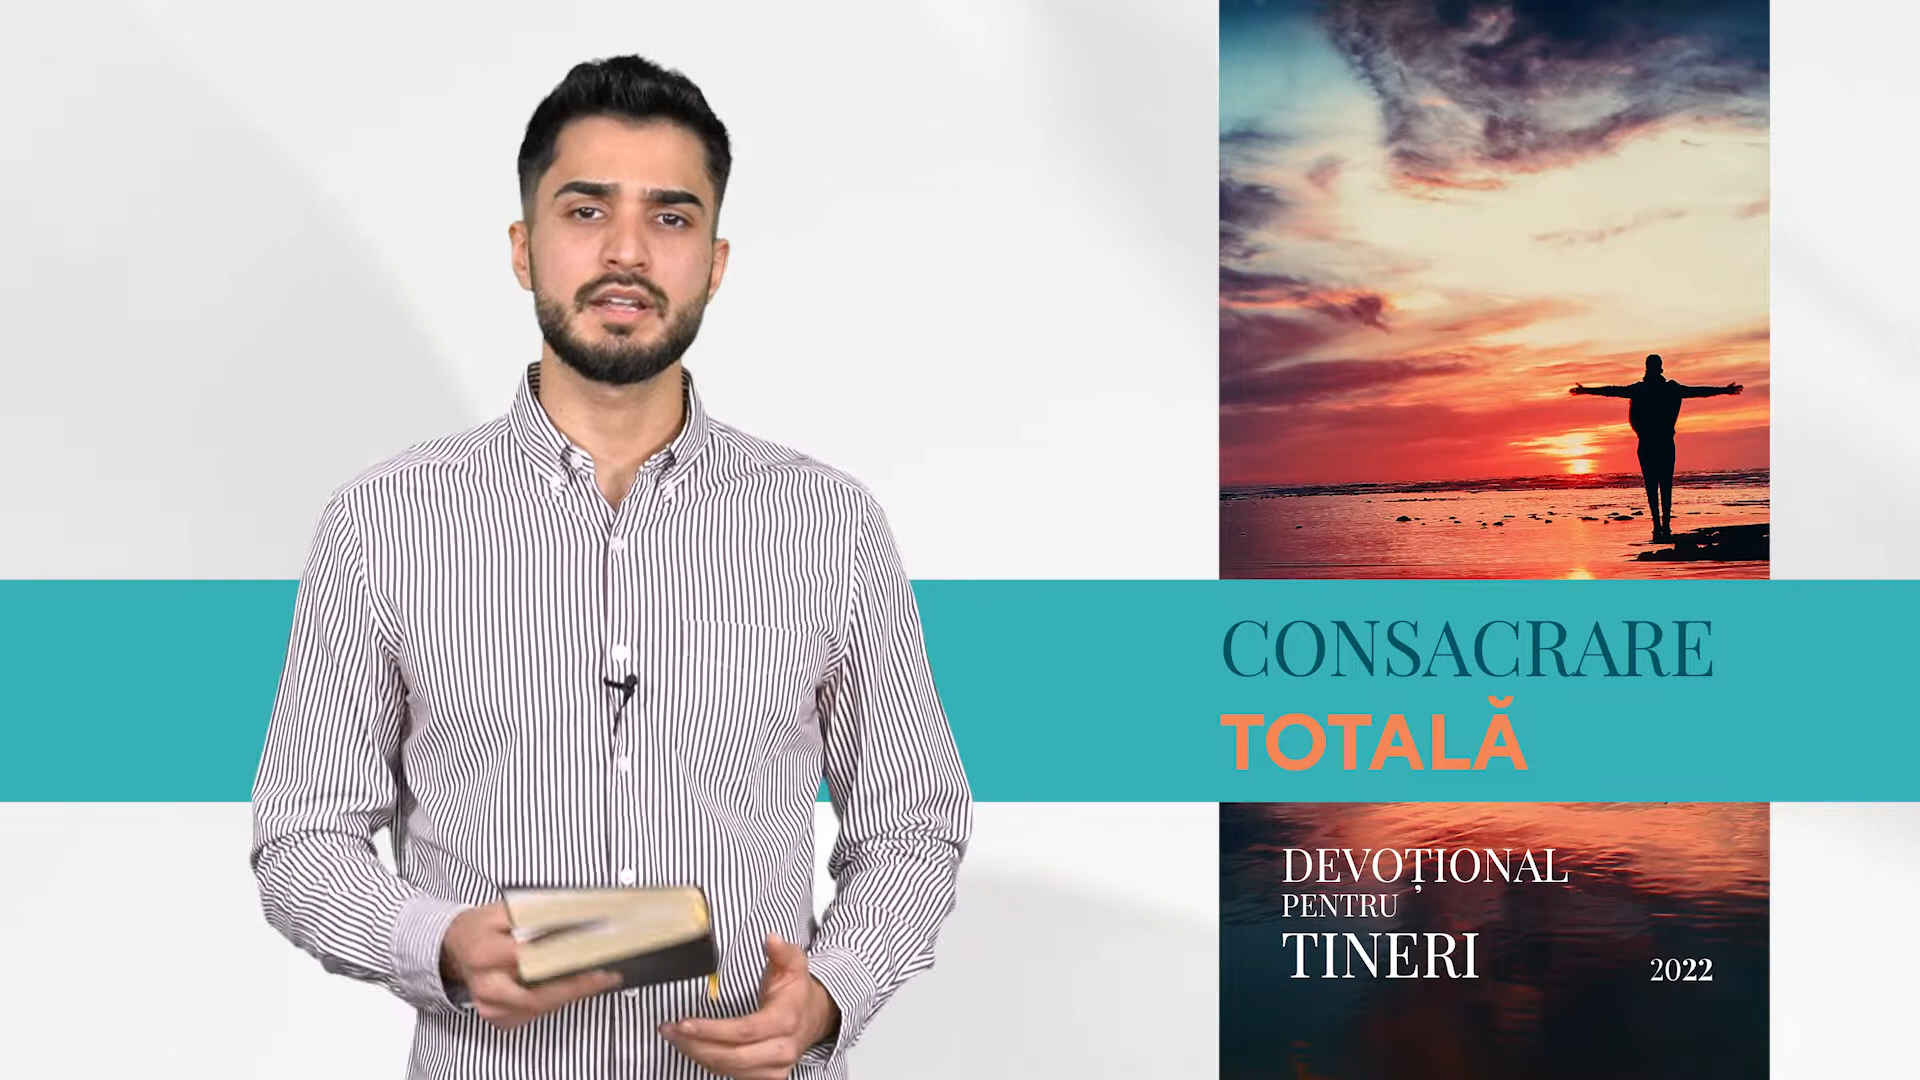 CONSACRARE
TOTALĂ
DEVOȚIONAL
PENTRU
TINERI
2022